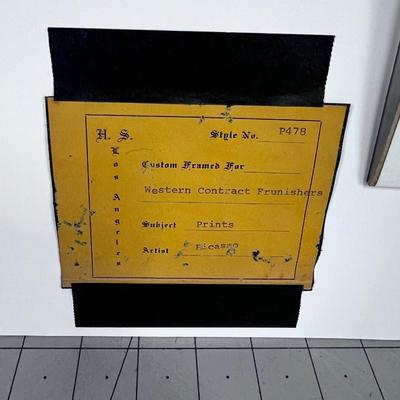 H. S.
Los Angeles
Style No. P478
Custom Framed For
Western Contract Frunishers
Subject Prints
Artist Picasso